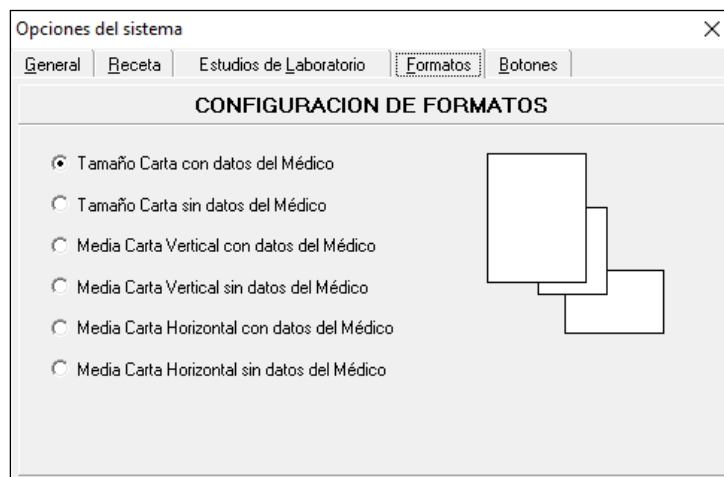 Opciones del sistema
General Receta Estudios de Laboratorio Formatos Botones
CONFIGURACION DE FORMATOS
Tamaño Carta con datos del Médico
Tamaño Carta sin datos del Médico
Media Carta Vertical con datos del Médico
Media Carta Vertical sin datos del Médico
Media Carta Horizontal con datos del Médico
Media Carta Horizontal sin datos del Médico